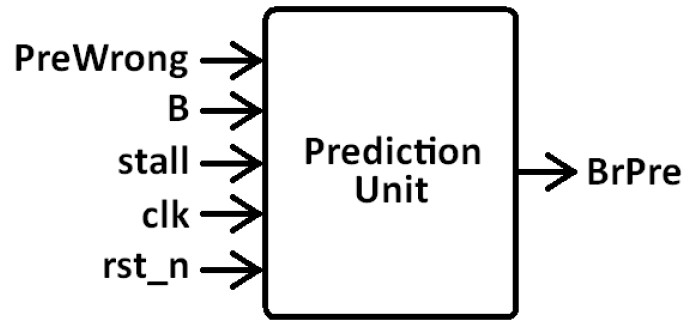 PreWrong
B
stall
clk
rst_n
Prediction
Unit
BrPre